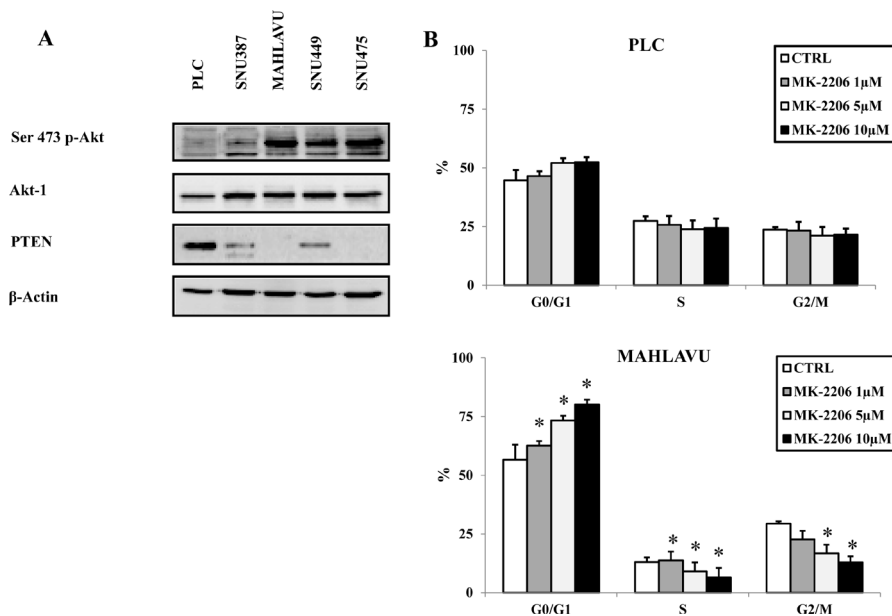 A
PLC
SNU387
MAHLAVU
SNU449
SNU475
Ser 473 p-Akt
Akt-1
PTEN
β-Actin
B
PLC
CTRL
MK-2206 1µM
MK-2206 5µM
MK-2206 10µM
100
75
50
25
0
%
G0/G1
S
G2/M
MAHLAVU
CTRL
MK-2206 1µM
MK-2206 5µM
MK-2206 10µM
100
75
50
25
0
%
* * *
* * *
* *
G0/G1
S
G2/M